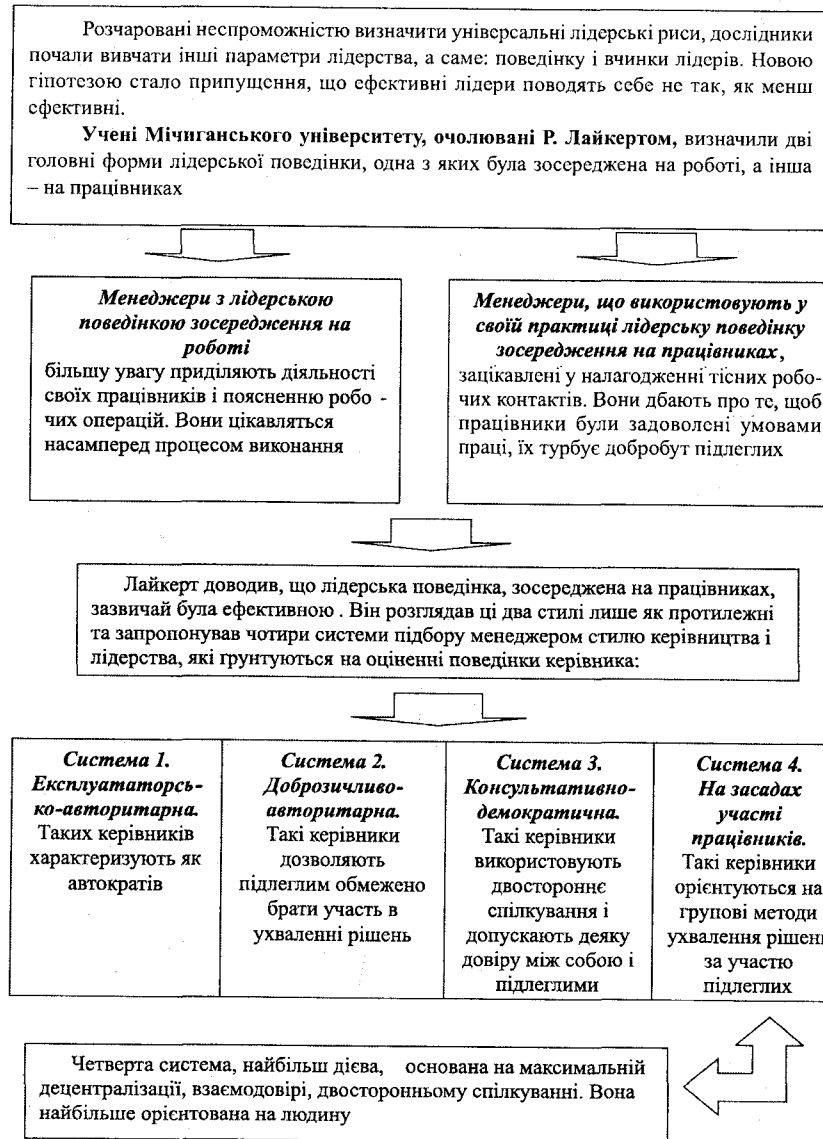 Розчаровані неспроможністю визначити універсальні лідерські риси, дослідники
почали вивчати інші параметри лідерства, а саме: поведінку і вчинки лідерів. Новою
гіпотезою стало припущення, що ефективні лідери поводять себе не так, як менш
ефективні.
Учені Мічиганського університету, очолювані Р. Лайкертом, визначили дві
головні форми лідерської поведінки, одна з яких була зосереджена на роботі, а інша
– на працівниках
Менеджери з лідерською
поведінкою зосередження на
роботі
більшу увагу приділяють діяльності
своїх працівників і поясненню робо -
чих операцій. Вони цікавляться
насамперед процесом виконання
Менеджери, що використовують у
своїй практиці лідерську поведінку
зосередження на працівниках,
зацікавлені у налагодженні тісних робо-
чих контактів. Вони дбають про те, щоб
працівники були задоволені умовами
праці, їх турбує добробут підлеглих
Лайкерт доводив, що лідерська поведінка, зосереджена на працівниках,
зазвичай була ефективною . Він розглядав ці два стилі лише як протилежні
та запропонував чотири системи підбору менеджером стилю керівництва і
лідерства, які ґрунтуються на оціненні поведінки керівника:
Система 1.
Експлуататорсь-
ко-авторитарна.
Таких керівників
характеризують як
автократів
Система 2.
Доброзичливо-
авторитарна.
Такі керівники
дозволяють
підлеглим обмежено
брати участь в
ухваленні рішень
Система 3.
Консультативно-
демократична.
Такі керівники
використовують
двостороннє
спілкування і
допускають деяку
довіру між собою і
підлеглими
Система 4.
На засадах
участі
працівників.
Такі керівники
орієнтуються на
групові методи
ухвалення рішень
за участю
підлеглих
Четверта система, найбільш дієва, основана на максимальній
децентралізації, взаємодовірі, двосторонньому спілкуванні. Вона
найбільше орієнтована на людину